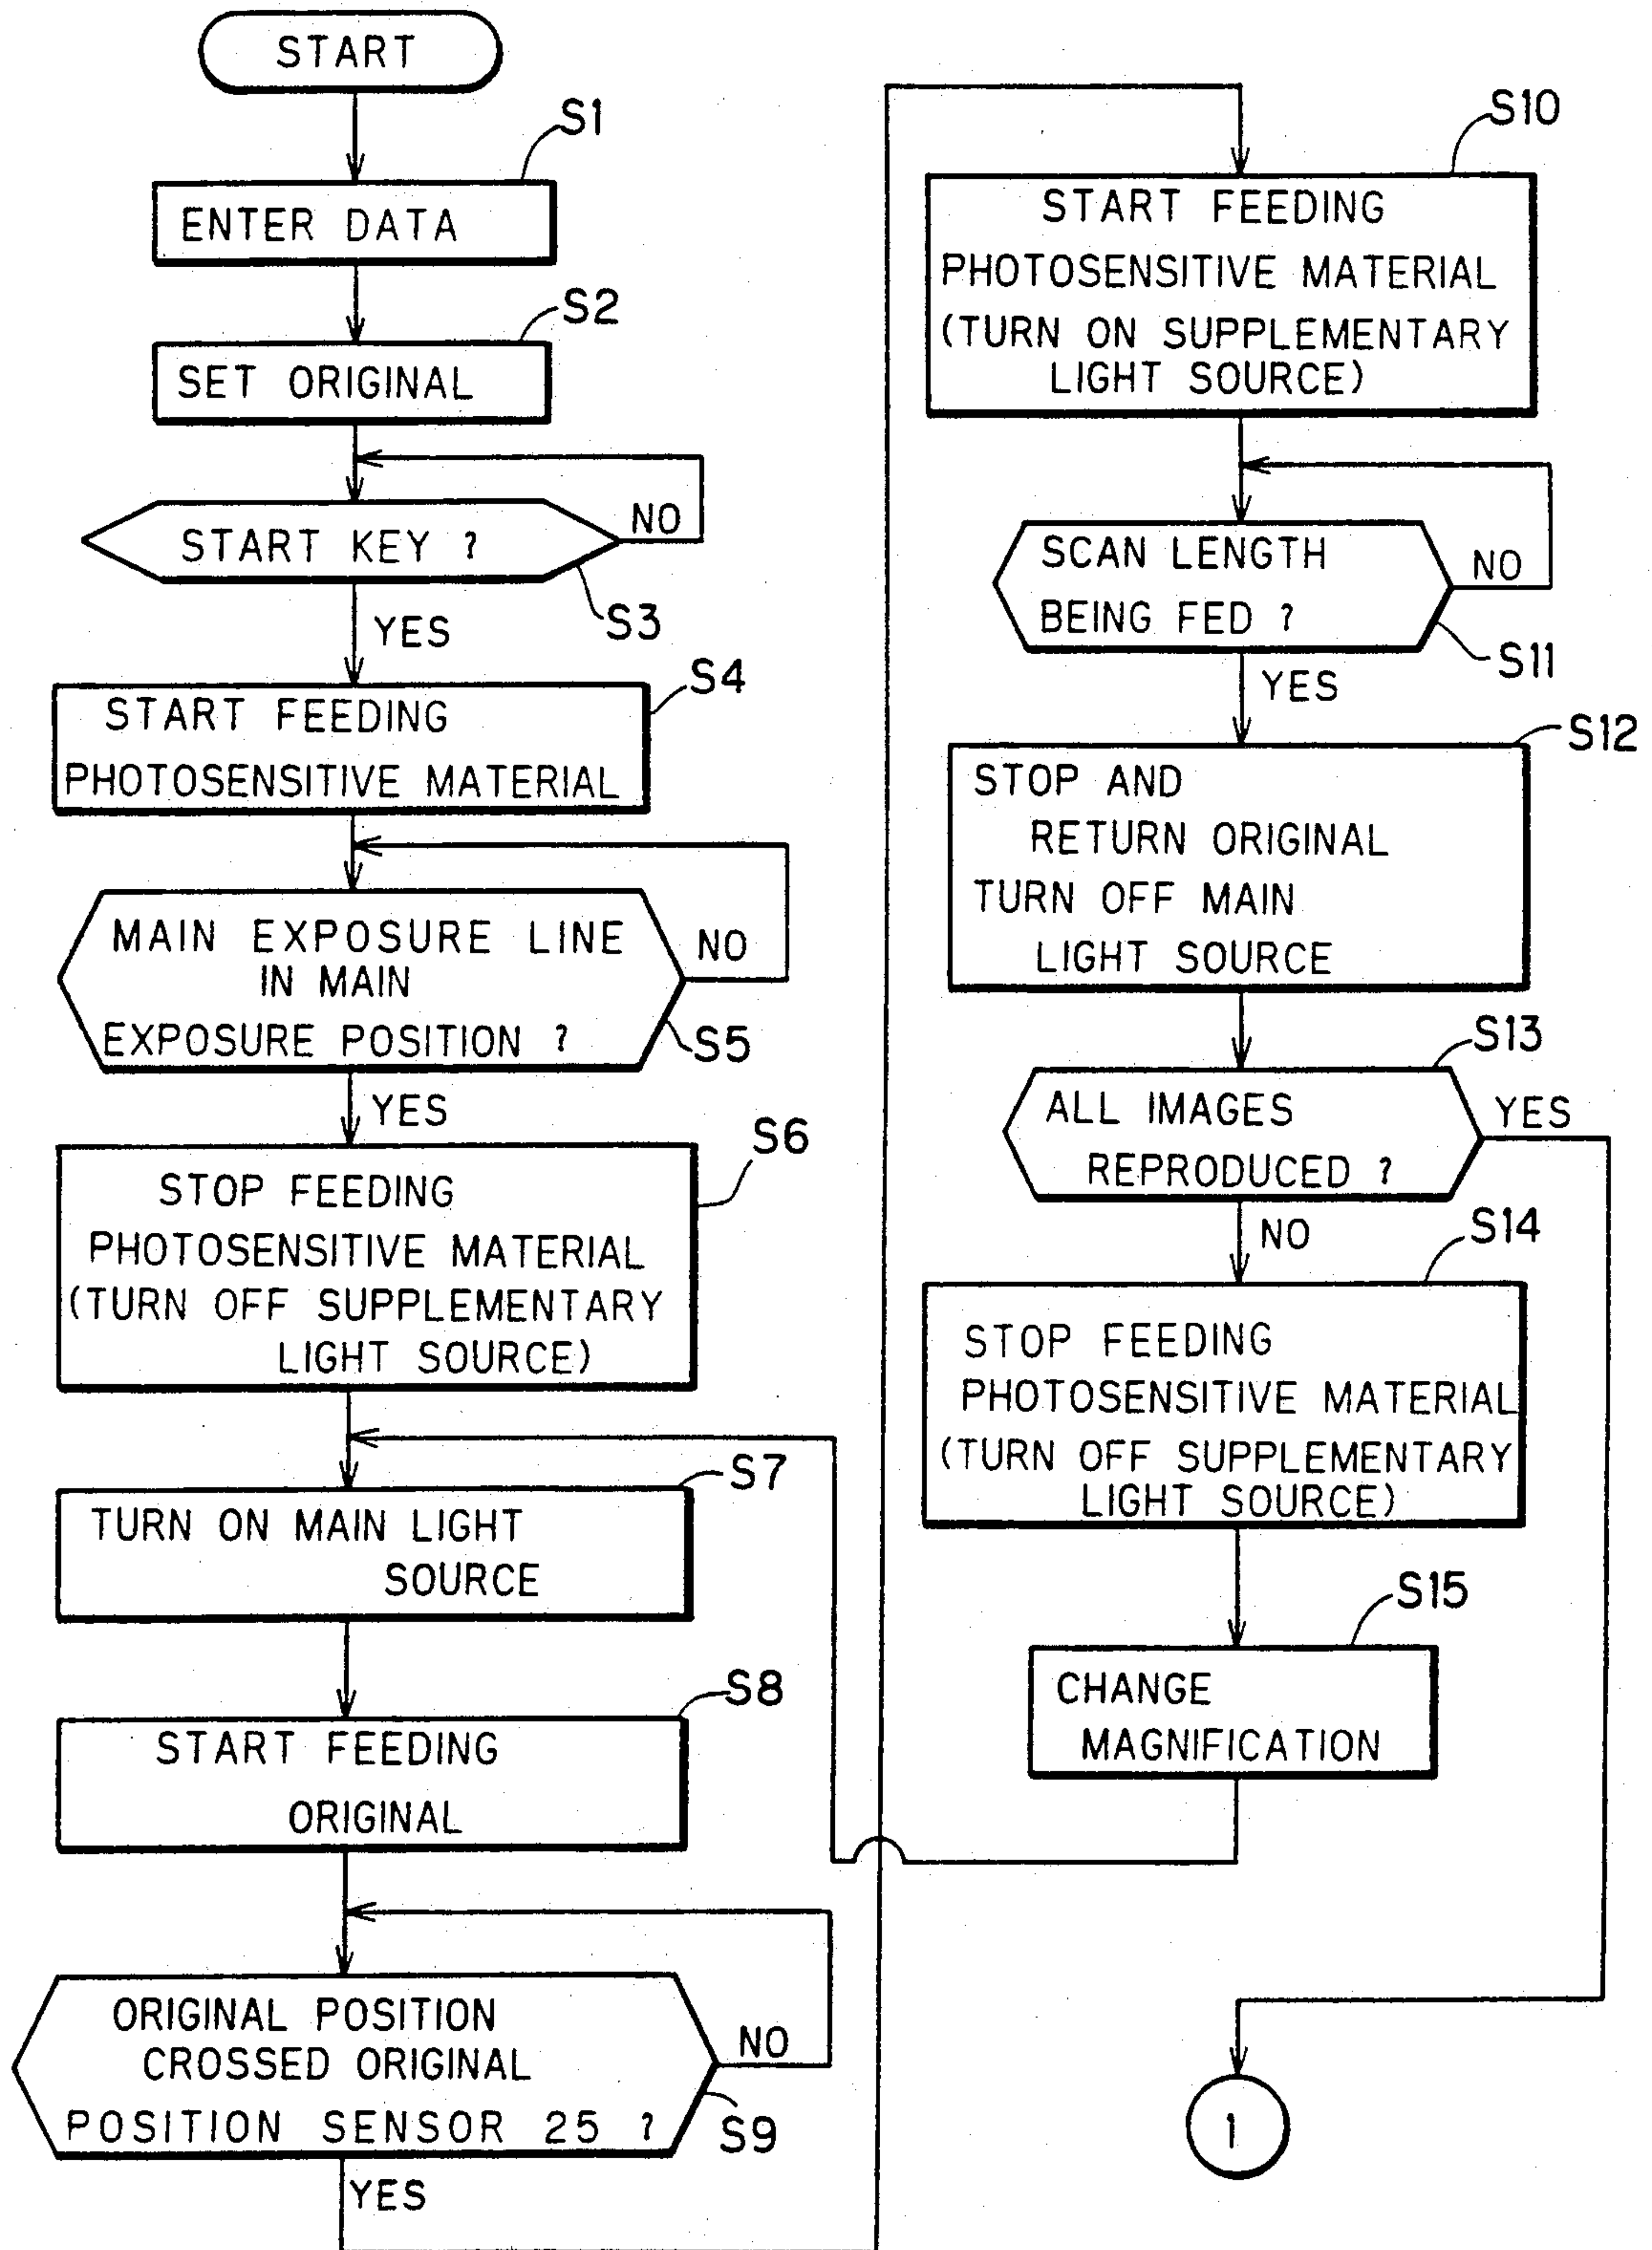 START
S1
ENTER DATA
S2
SET ORIGINAL
START KEY ?
NO
S3
YES
S4
START FEEDING
PHOTOSENSITIVE MATERIAL
MAIN EXPOSURE LINE
IN MAIN
EXPOSURE POSITION ?
NO
S5
YES
S6
STOP FEEDING
PHOTOSENSITIVE MATERIAL
(TURN OFF SUPPLEMENTARY
LIGHT SOURCE)
S7
TURN ON MAIN LIGHT
SOURCE
S8
START FEEDING
ORIGINAL
ORIGINAL POSITION
CROSSED ORIGINAL
POSITION SENSOR 25 ?
NO
S9
YES
S10
START FEEDING
PHOTOSENSITIVE MATERIAL
(TURN ON SUPPLEMENTARY
LIGHT SOURCE)
SCAN LENGTH
BEING FED ?
NO
S11
YES
S12
STOP AND
RETURN ORIGINAL
TURN OFF MAIN
LIGHT SOURCE
S13
ALL IMAGES
REPRODUCED ?
YES
NO
S14
STOP FEEDING
PHOTOSENSITIVE MATERIAL
(TURN OFF SUPPLEMENTARY
LIGHT SOURCE)
S15
CHANGE
MAGNIFICATION
1